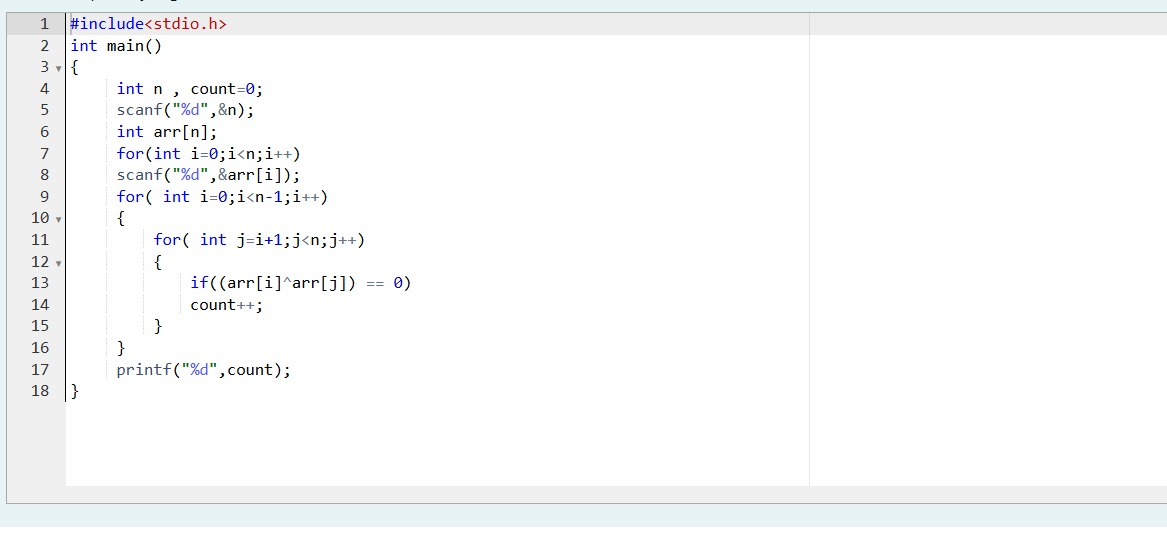 1 #include<stdio.h>
2 int main()
3 {
4 int n , count=0;
5 scanf("%d",&n);
6 int arr[n];
7 for(int i=0;i<n;i++)
8 scanf("%d",&arr[i]);
9 for( int i=0;i<n-1;i++)
10 {
11 for( int j=i+1;j<n;j++)
12 {
13 if((arr[i]^arr[j]) == 0)
14 count++;
15 }
16 }
17 printf("%d",count);
18 }